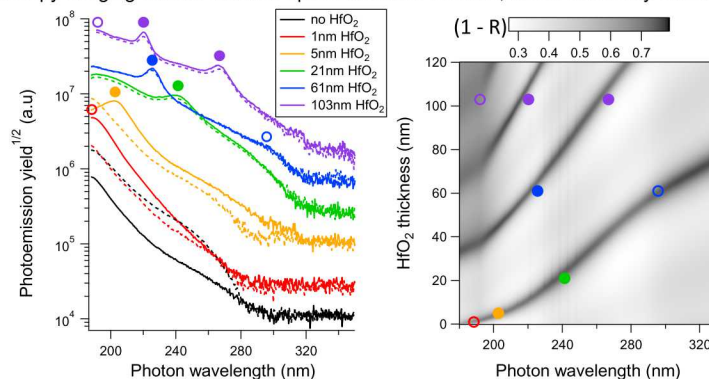 (1 - R)
0.3 0.4 0.5 0.6 0.7
no HfO2
1nm HfO2
5nm HfO2
21nm HfO2
61nm HfO2
103nm HfO2
Photoemission yield1/2 (a.u)
10^8
10^7
10^6
10^5
10^4
200 240 280 320
Photon wavelength (nm)
HfO2 thickness (nm)
120
100
80
60
40
20
0
200 240 280 320
Photon wavelength (nm)